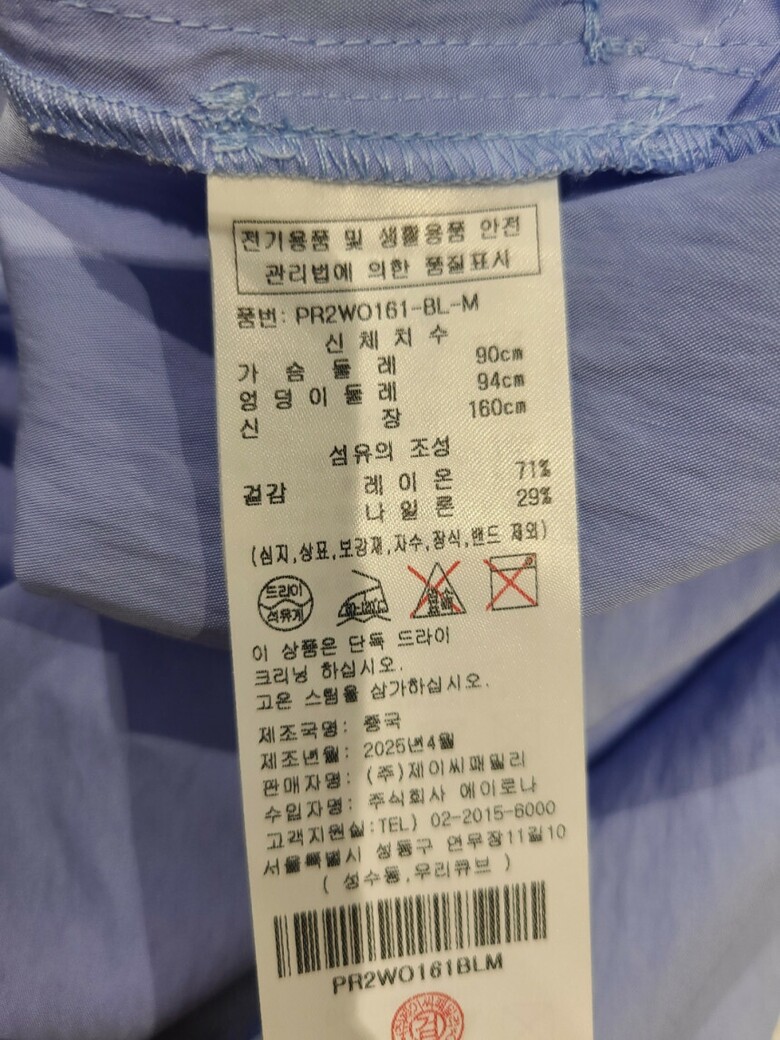 전기용품 및 생활용품 안전
관리법에 의한 품질표시
품번: PR2WO161-BL-M
신 체 치 수
가 슴 둘 레 90cm
엉 덩 이 둘 레 94cm
신 장 160cm
섬유의 조성
겉감 레 이 온 71%
나 일 론 29%
(심지,상표,보강재,자수,장식,밴드 제외)
드라이
석유계
염소
이 상품은 단독 드라이
크리닝 하십시오.
고온 스팀을 삼가하십시오.
제조국명: 중국
제조년월: 2025년4월
판매자명: (주)제이씨패밀리
수입자명: 주식회사 에이로나
고객지원실:TEL) 02-2015-6000
서울특별시 성동구 연무장11길10
( 성수동,우리큐브 )
PR2WO161BLM
검